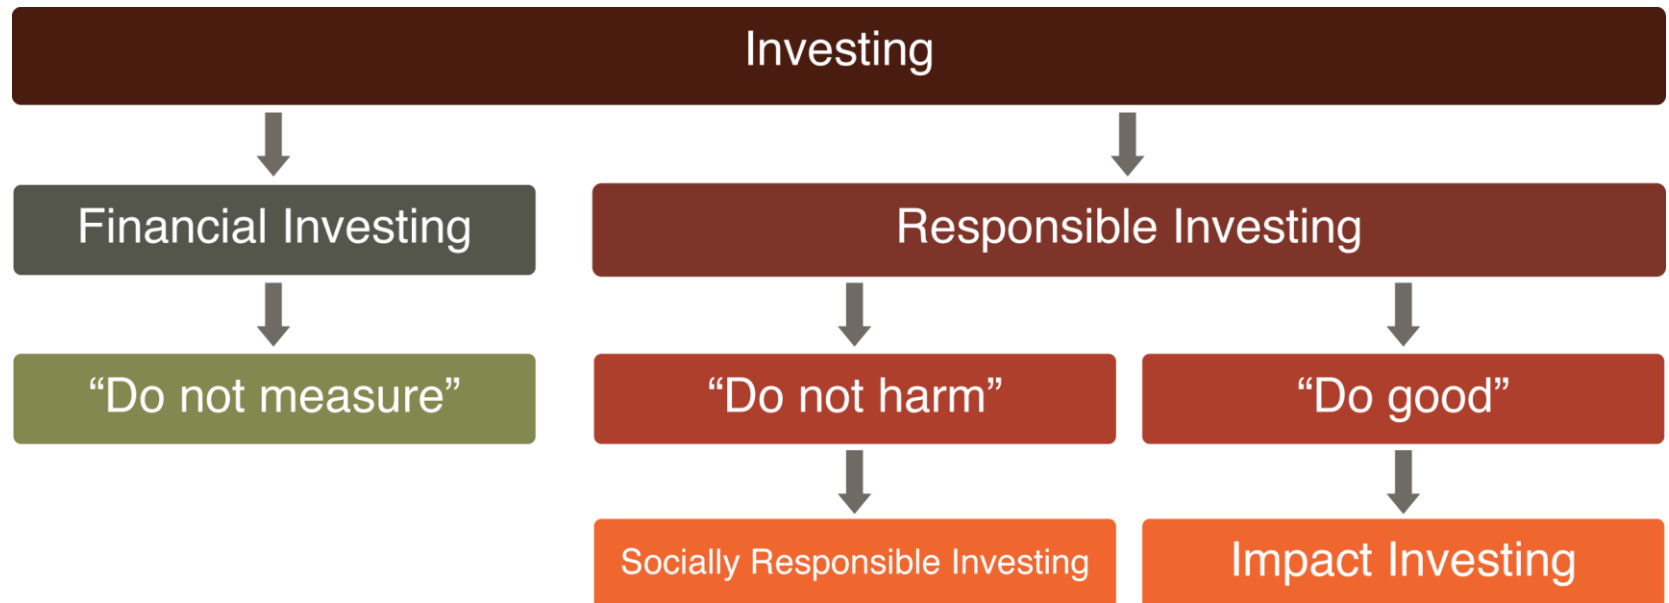 Investing
Financial Investing
Responsible Investing
“Do not measure”
“Do not harm”
“Do good”
Socially Responsible Investing
Impact Investing